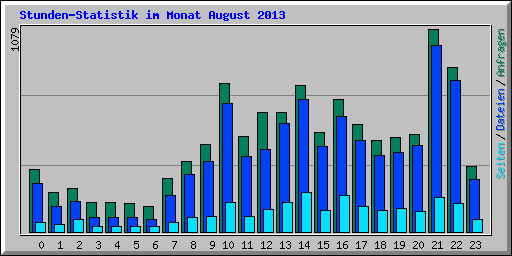 Stunden-Statistik im Monat August 2013
1079
Seiten / Dateien / Anfragen
0 1 2 3 4 5 6 7 8 9 10 11 12 13 14 15 16 17 18 19 20 21 22 23